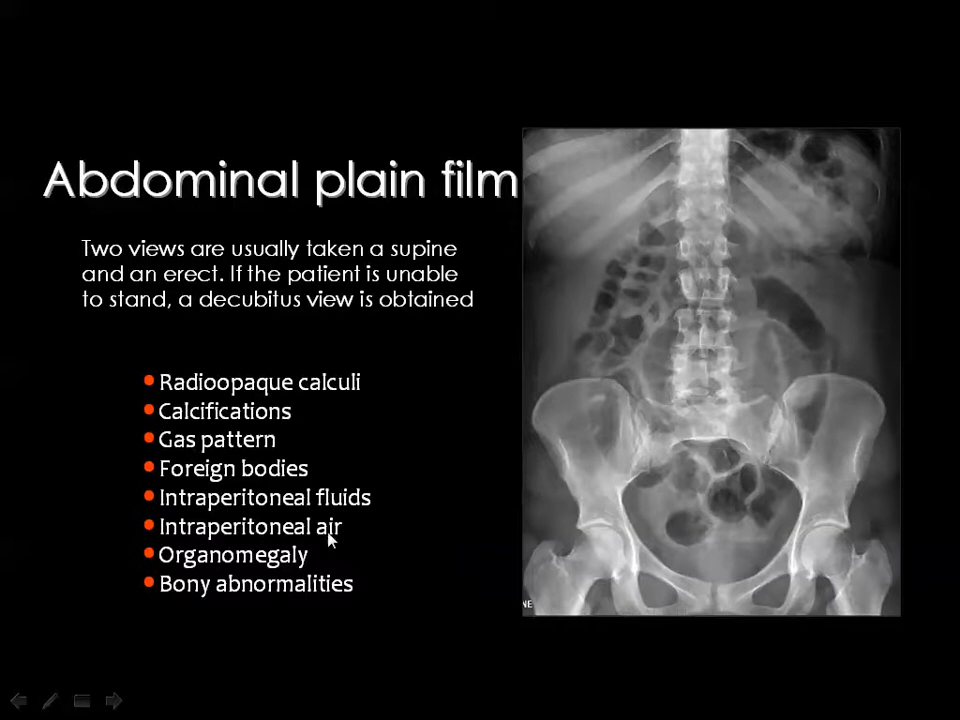 Abdominal plain film
Two views are usually taken a supine
and an erect. If the patient is unable
to stand, a decubitus view is obtained
Radioopaque calculi
Calcifications
Gas pattern
Foreign bodies
Intraperitoneal fluids
Intraperitoneal air
Organomegaly
Bony abnormalities
NE